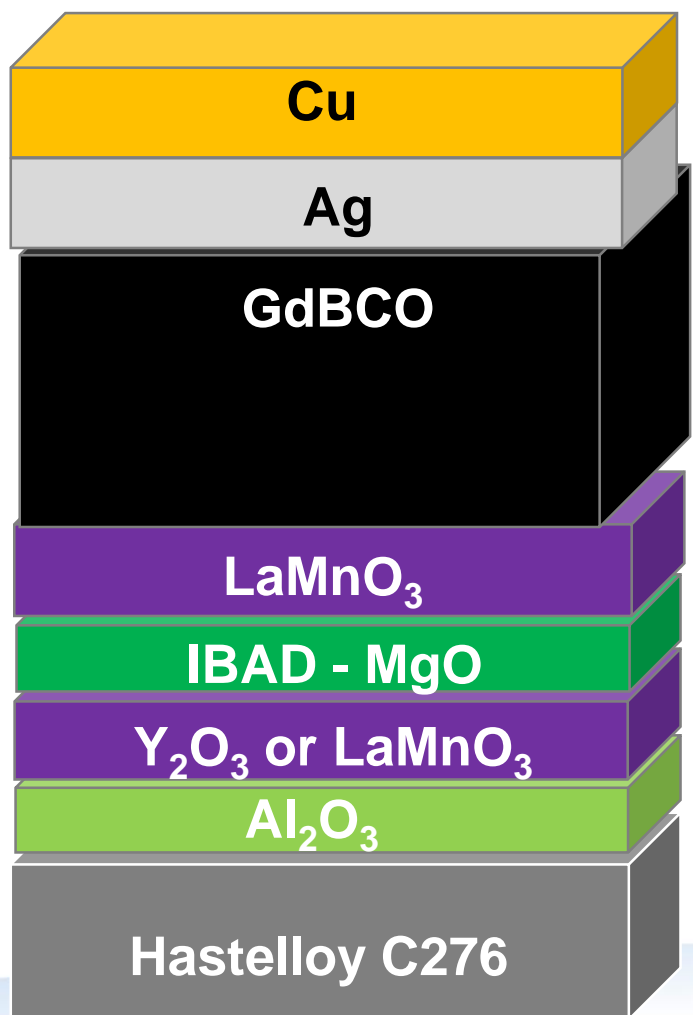 Cu
Ag
GdBCO
LaMnO₃
IBAD - MgO
Y₂O₃ or LaMnO₃
Al₂O₃
Hastelloy C276